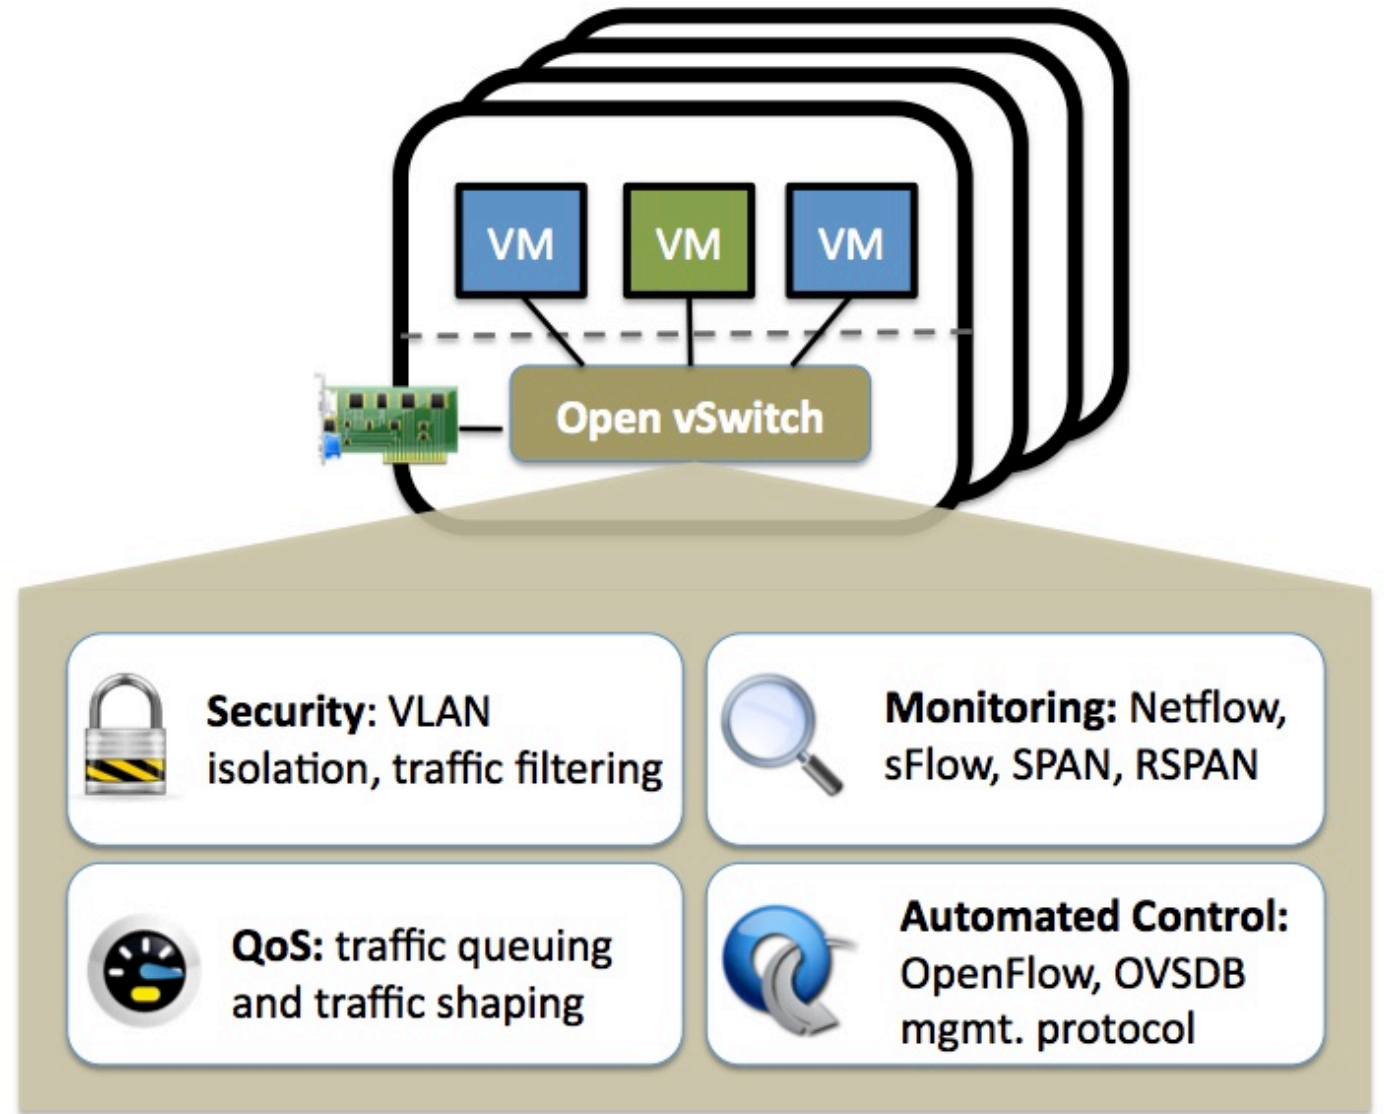 VM
VM
VM
Open vSwitch
Security: VLAN
isolation, traffic filtering
Monitoring: Netflow,
sFlow, SPAN, RSPAN
QoS: traffic queuing
and traffic shaping
Automated Control:
OpenFlow, OVSDB
mgmt. protocol